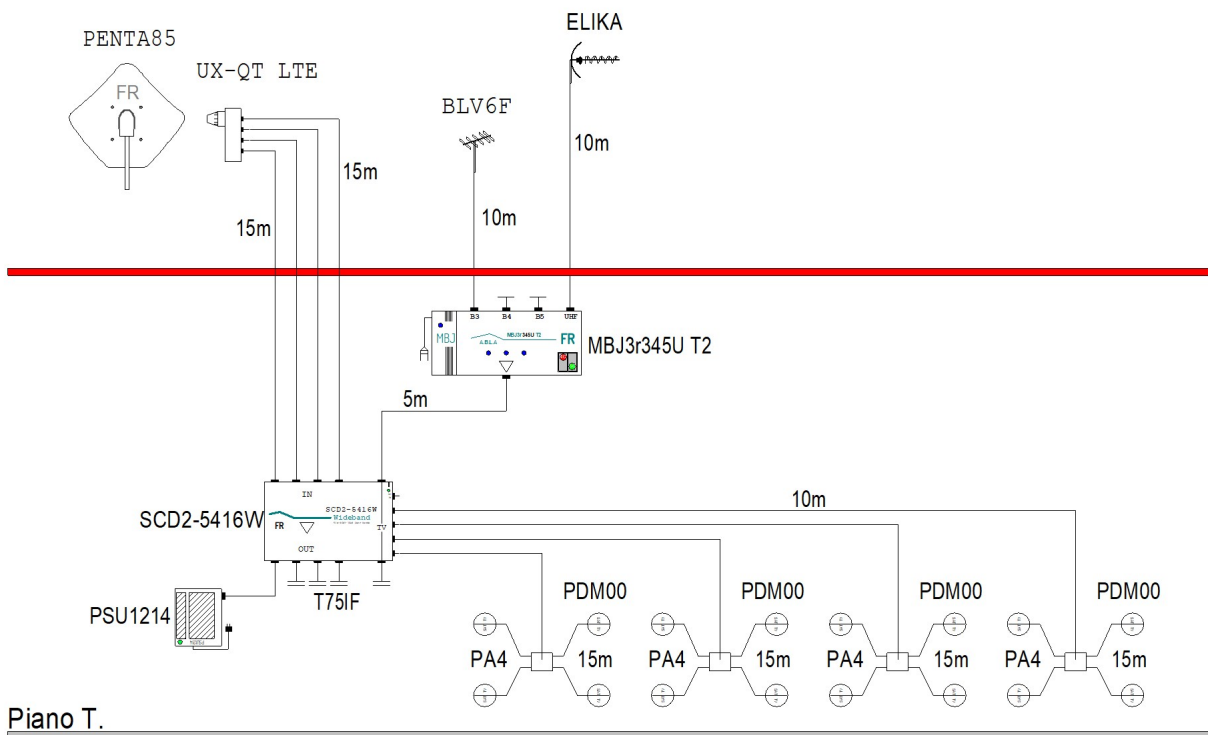 ELIKA
PENTA85
UX-QT LTE
FR
BLV6F
10m
15m
10m
15m
B3
B4
B5
UHF
MBJ
MBJ3r345U T2
FR
MBJ3r345U T2
5m
IN
10m
SCD2-5416W
SCD2-5416W
Wideband
FR
TV
OUT
T75IF
PSU1214
PDM00
PDM00
PDM00
PDM00
PA4
15m
PA4
15m
PA4
15m
PA4
15m
Piano T.